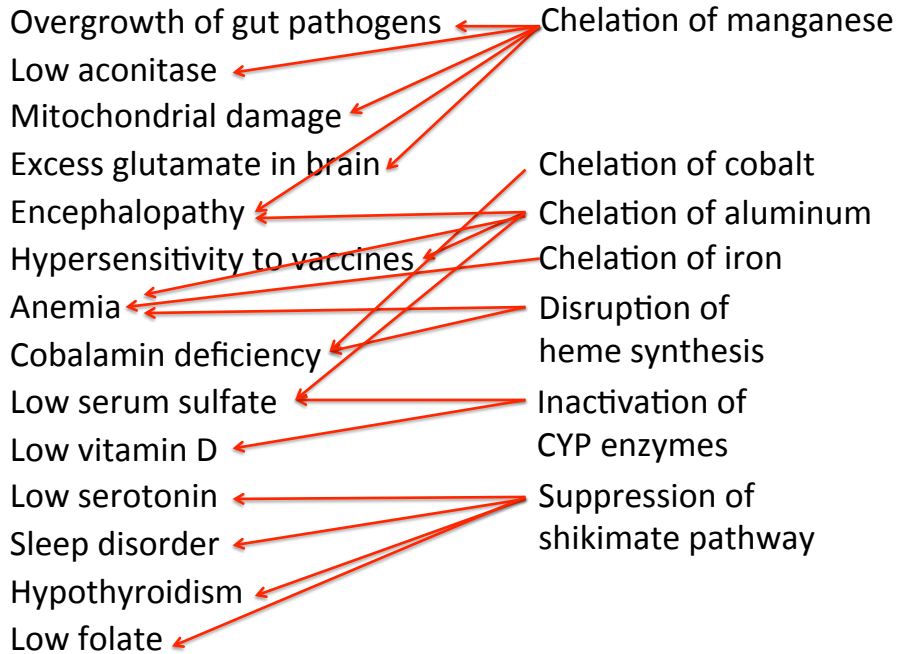 Overgrowth of gut pathogens
Low aconitase
Mitochondrial damage
Excess glutamate in brain
Encephalopathy
Hypersensitivity to vaccines
Anemia
Cobalamin deficiency
Low serum sulfate
Low vitamin D
Low serotonin
Sleep disorder
Hypothyroidism
Low folate
Chelation of manganese
Chelation of cobalt
Chelation of aluminum
Chelation of iron
Disruption of
heme synthesis
Inactivation of
CYP enzymes
Suppression of
shikimate pathway